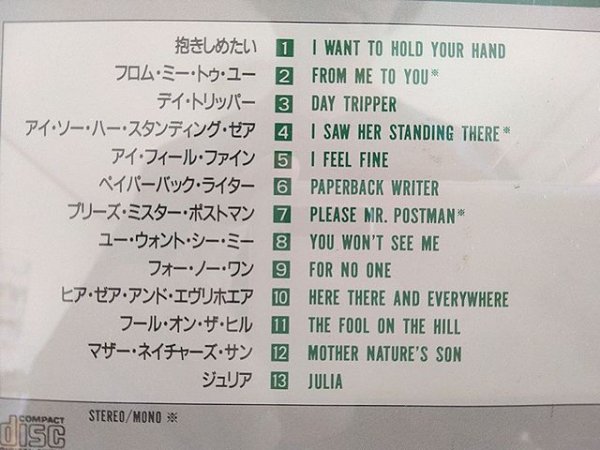 抱きしめたい 1 I WANT TO HOLD YOUR HAND
フロム・ミー・トゥ・ユー 2 FROM ME TO YOU※
デイ・トリッパー 3 DAY TRIPPER
アイ・ソー・ハー・スタンディング・ゼア 4 I SAW HER STANDING THERE※
アイ・フィール・ファイン 5 I FEEL FINE
ペイパーバック・ライター 6 PAPERBACK WRITER
プリーズ・ミスター・ポストマン 7 PLEASE MR. POSTMAN※
ユー・ウォント・シー・ミー 8 YOU WON'T SEE ME
フォー・ノー・ワン 9 FOR NO ONE
ヒア・ゼア・アンド・エヴリホエア 10 HERE THERE AND EVERYWHERE
フール・オン・ザ・ヒル 11 THE FOOL ON THE HILL
マザー・ネイチャーズ・サン 12 MOTHER NATURE'S SON
ジュリア 13 JULIA
COMPACT
disc
STEREO/MONO ※